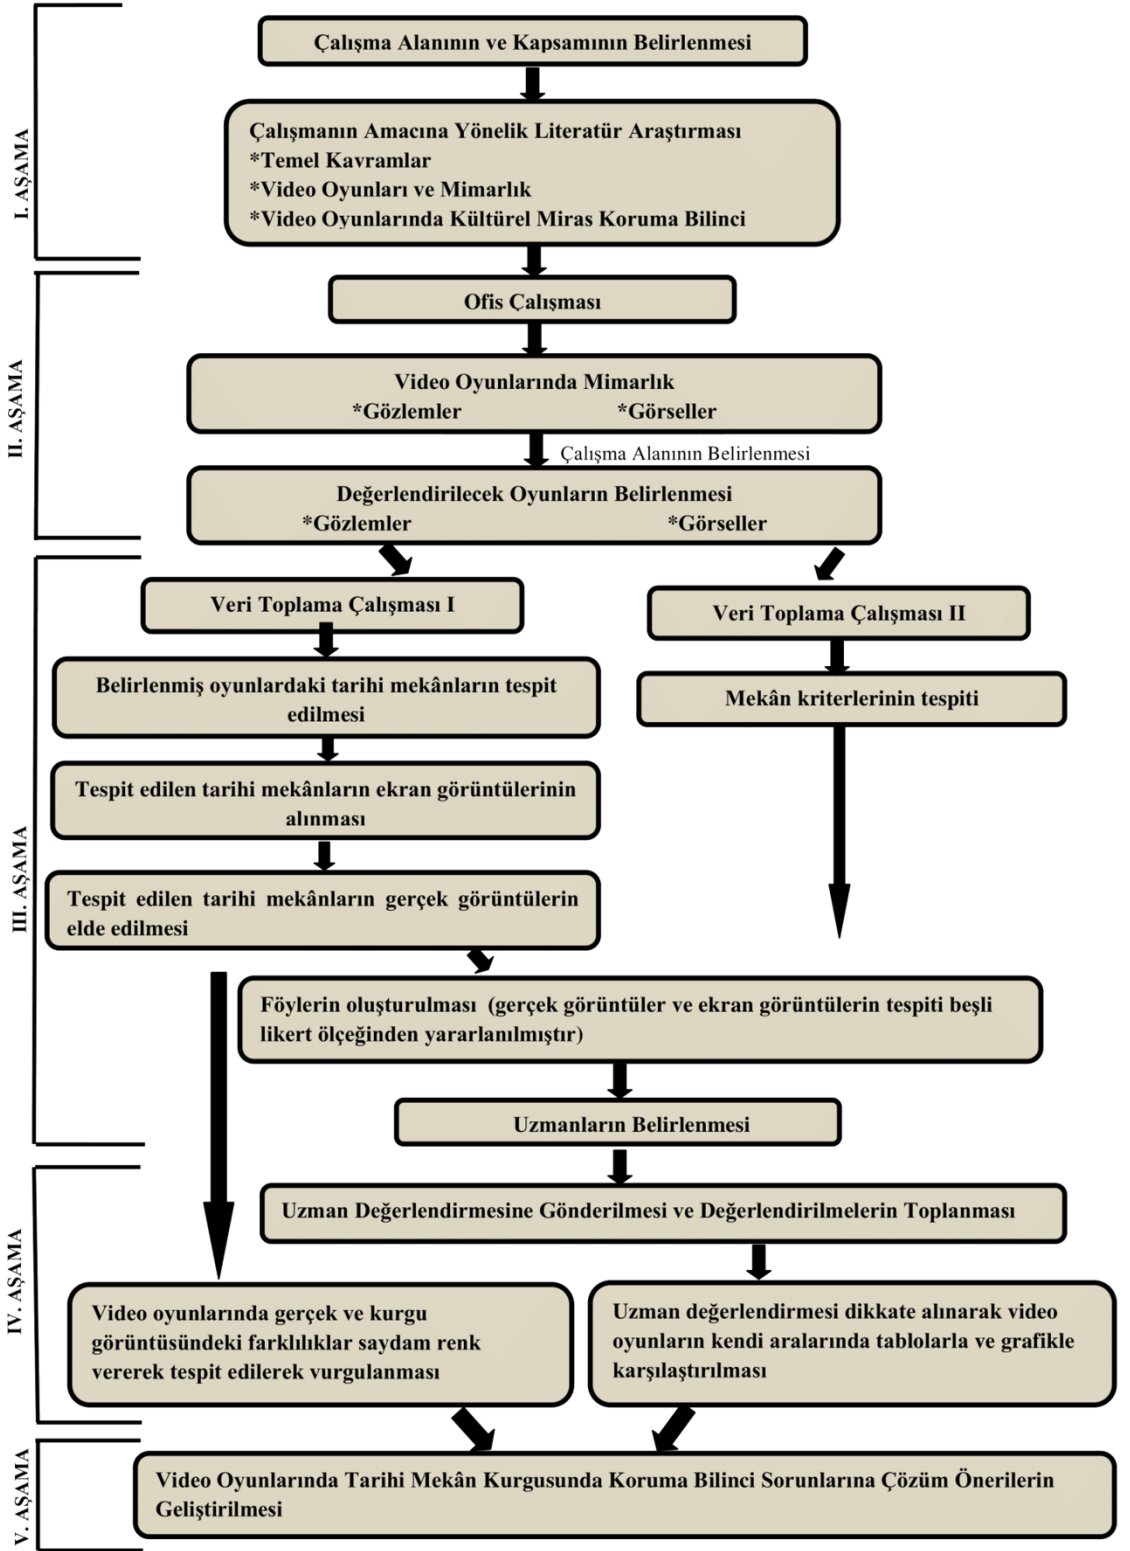 I. AŞAMA
Çalışma Alanının ve Kapsamının Belirlenmesi
Çalışmanın Amacına Yönelik Literatür Araştırması
*Temel Kavramlar
*Video Oyunları ve Mimarlık
*Video Oyunlarında Kültürel Miras Koruma Bilinci
II. AŞAMA
Ofis Çalışması
Video Oyunlarında Mimarlık
*Gözlemler *Görseller
Çalışma Alanının Belirlenmesi
Değerlendirilecek Oyunların Belirlenmesi
*Gözlemler *Görseller
III. AŞAMA
Veri Toplama Çalışması I
Belirlenmiş oyunlardaki tarihi mekânların tespit
edilmesi
Tespit edilen tarihi mekânların ekran görüntülerinin
alınması
Tespit edilen tarihi mekânların gerçek görüntülerin
elde edilmesi
Veri Toplama Çalışması II
Mekân kriterlerinin tespiti
Föylerin oluşturulması (gerçek görüntüler ve ekran görüntülerin tespiti beşli
likert ölçeğinden yararlanılmıştır)
Uzmanların Belirlenmesi
IV. AŞAMA
Uzman Değerlendirmesine Gönderilmesi ve Değerlendirilmelerin Toplanması
Video oyunlarında gerçek ve kurgu
görüntüsündeki farklılıklar saydam renk
vererek tespit edilerek vurgulanması
Uzman değerlendirmesi dikkate alınarak video
oyunların kendi aralarında tablolarla ve grafikle
karşılaştırılması
V. AŞAMA
Video Oyunlarında Tarihi Mekân Kurgusunda Koruma Bilinci Sorunlarına Çözüm Önerilerin
Geliştirilmesi